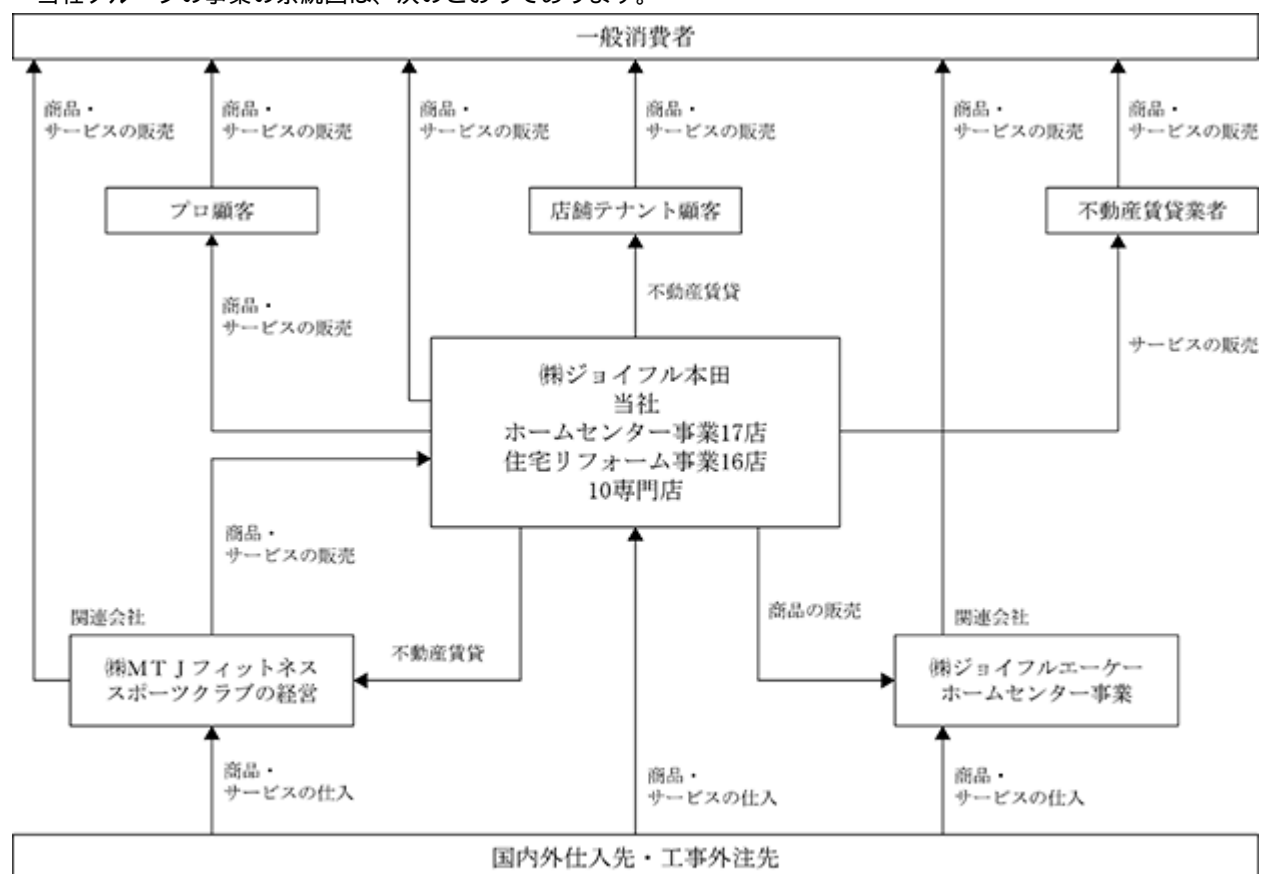 当社グループの事業の系統図は、次のとおりであります。
一般消費者
商品・
サービスの販売
商品・
サービスの販売
商品・
サービスの販売
商品・
サービスの販売
商品・
サービスの販売
商品・
サービスの販売
プロ顧客
店舗テナント顧客
不動産賃貸業者
商品・
サービスの販売
不動産賃貸
サービスの販売
㈱ジョイフル本田
当社
ホームセンター事業17店
住宅リフォーム事業16店
10専門店
商品・
サービスの販売
商品の販売
関連会社
㈱MTJフィットネス
スポーツクラブの経営
不動産賃貸
関連会社
㈱ジョイフルエーケー
ホームセンター事業
商品・
サービスの仕入
商品・
サービスの仕入
商品・
サービスの仕入
国内外仕入先・工事外注先